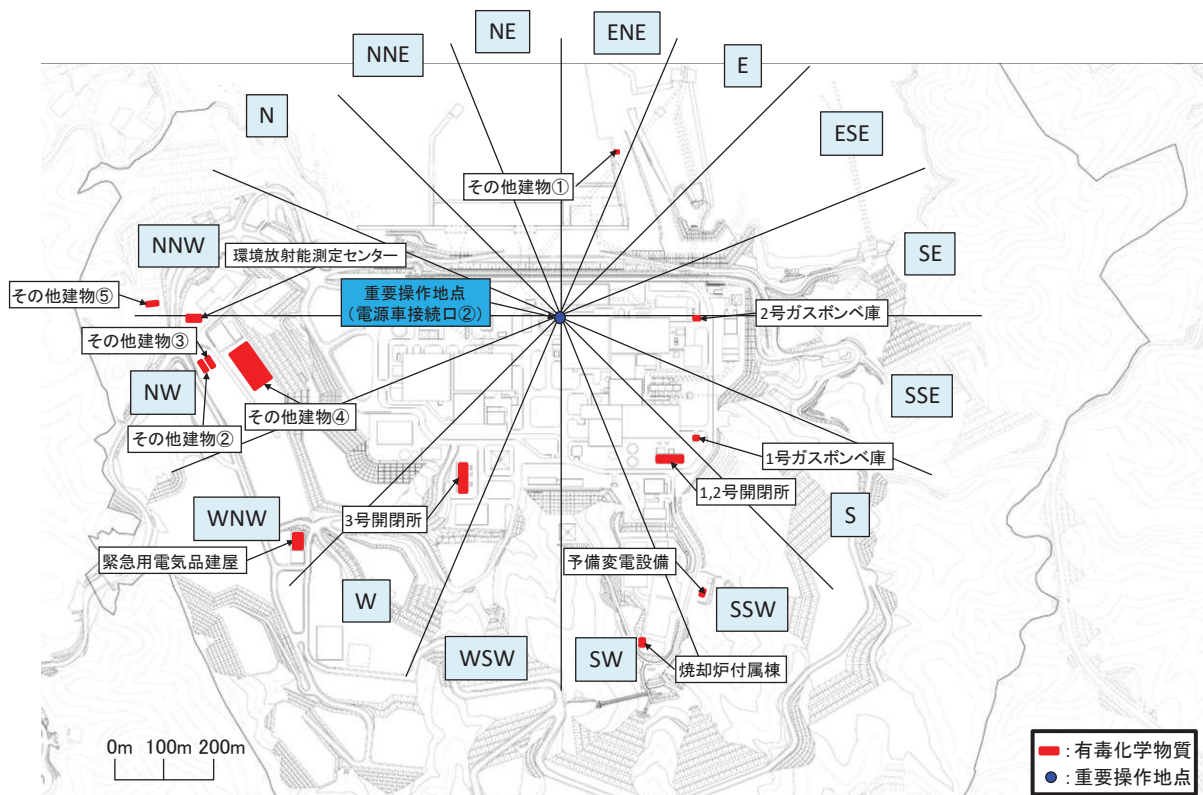 NE
ENE
NNE
E
N
ESE
その他建物①
NNW
環境放射能測定センター
SE
その他建物⑤
重要操作地点
(電源車接続口②)
2号ガスボンベ庫
その他建物③
NW
SSE
その他建物④
その他建物②
1号ガスボンベ庫
1,2号開閉所
3号開閉所
S
WNW
緊急用電気品建屋
予備変電設備
W
SSW
WSW
SW
焼却炉付属棟
0m 100m 200m
:有毒化学物質
:重要操作地点